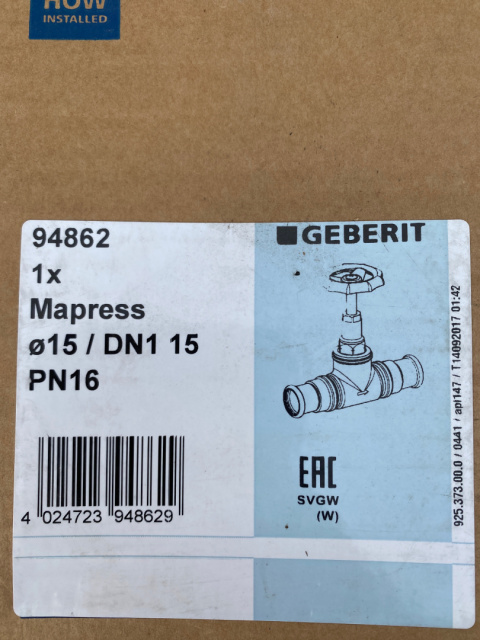 HOW
INSTALLED
94862
GEBERIT
1x
Mapress
ø15 / DN1 15
PN16
EAC
SVGW
(W)
4 024723 948629
925.373.00.0 / 0441 / apl147 / T14092017 01:42